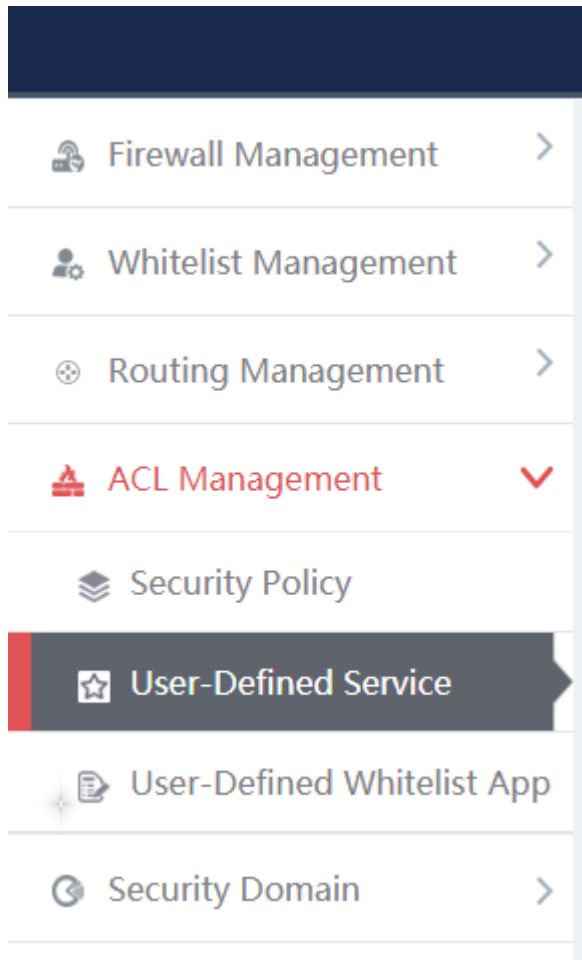 Firewall Management
Whitelist Management
Routing Management
ACL Management
Security Policy
User-Defined Service
User-Defined Whitelist App
Security Domain